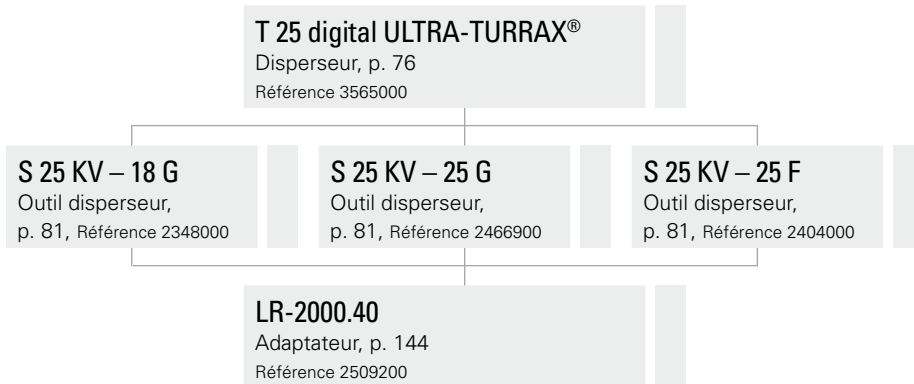 T 25 digital ULTRA-TURRAX®
Disperseur, p. 76
Référence 3565000
S 25 KV – 18 G
Outil disperseur,
p. 81, Référence 2348000
S 25 KV – 25 G
Outil disperseur,
p. 81, Référence 2466900
S 25 KV – 25 F
Outil disperseur,
p. 81, Référence 2404000
LR-2000.40
Adaptateur, p. 144
Référence 2509200